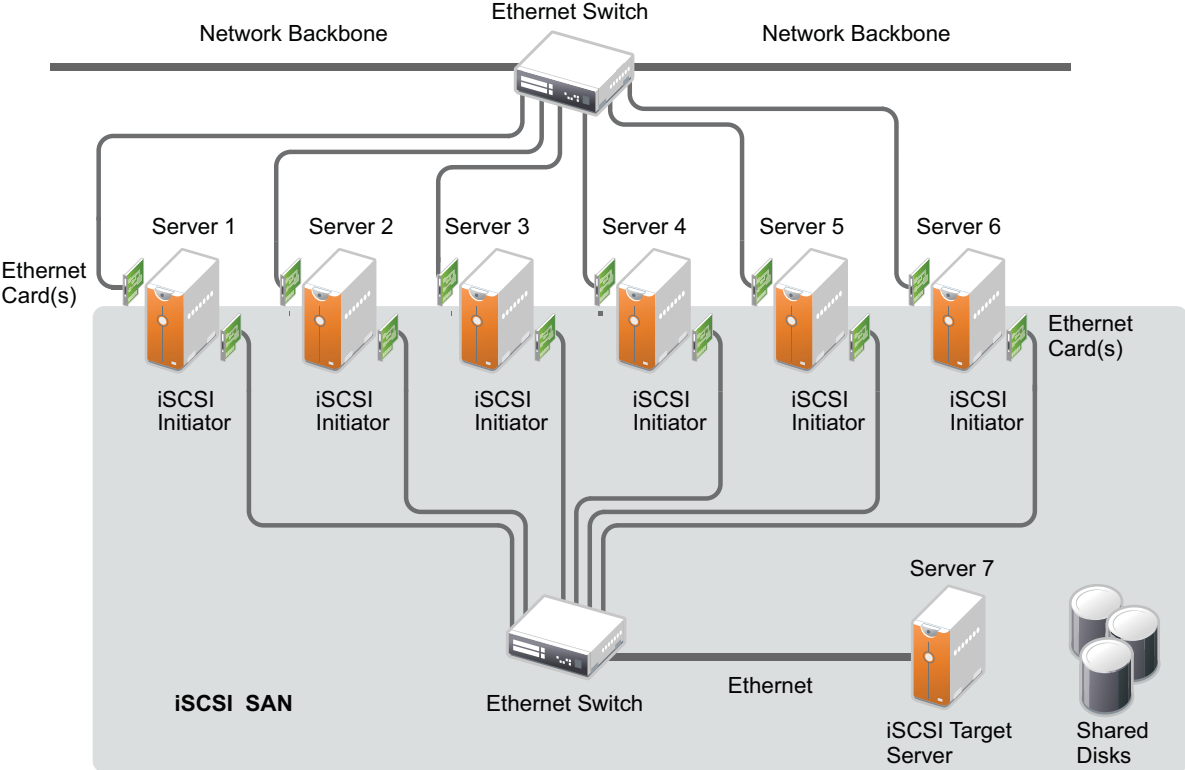 Ethernet Switch
Network Backbone
Network Backbone
Server 1
Server 2
Server 3
Server 4
Server 5
Server 6
Ethernet
Card(s)
Ethernet
Card(s)
iSCSI
Initiator
iSCSI
Initiator
iSCSI
Initiator
iSCSI
Initiator
iSCSI
Initiator
iSCSI
Initiator
Server 7
Ethernet
iSCSI SAN
Ethernet Switch
iSCSI Target
Server
Shared
Disks